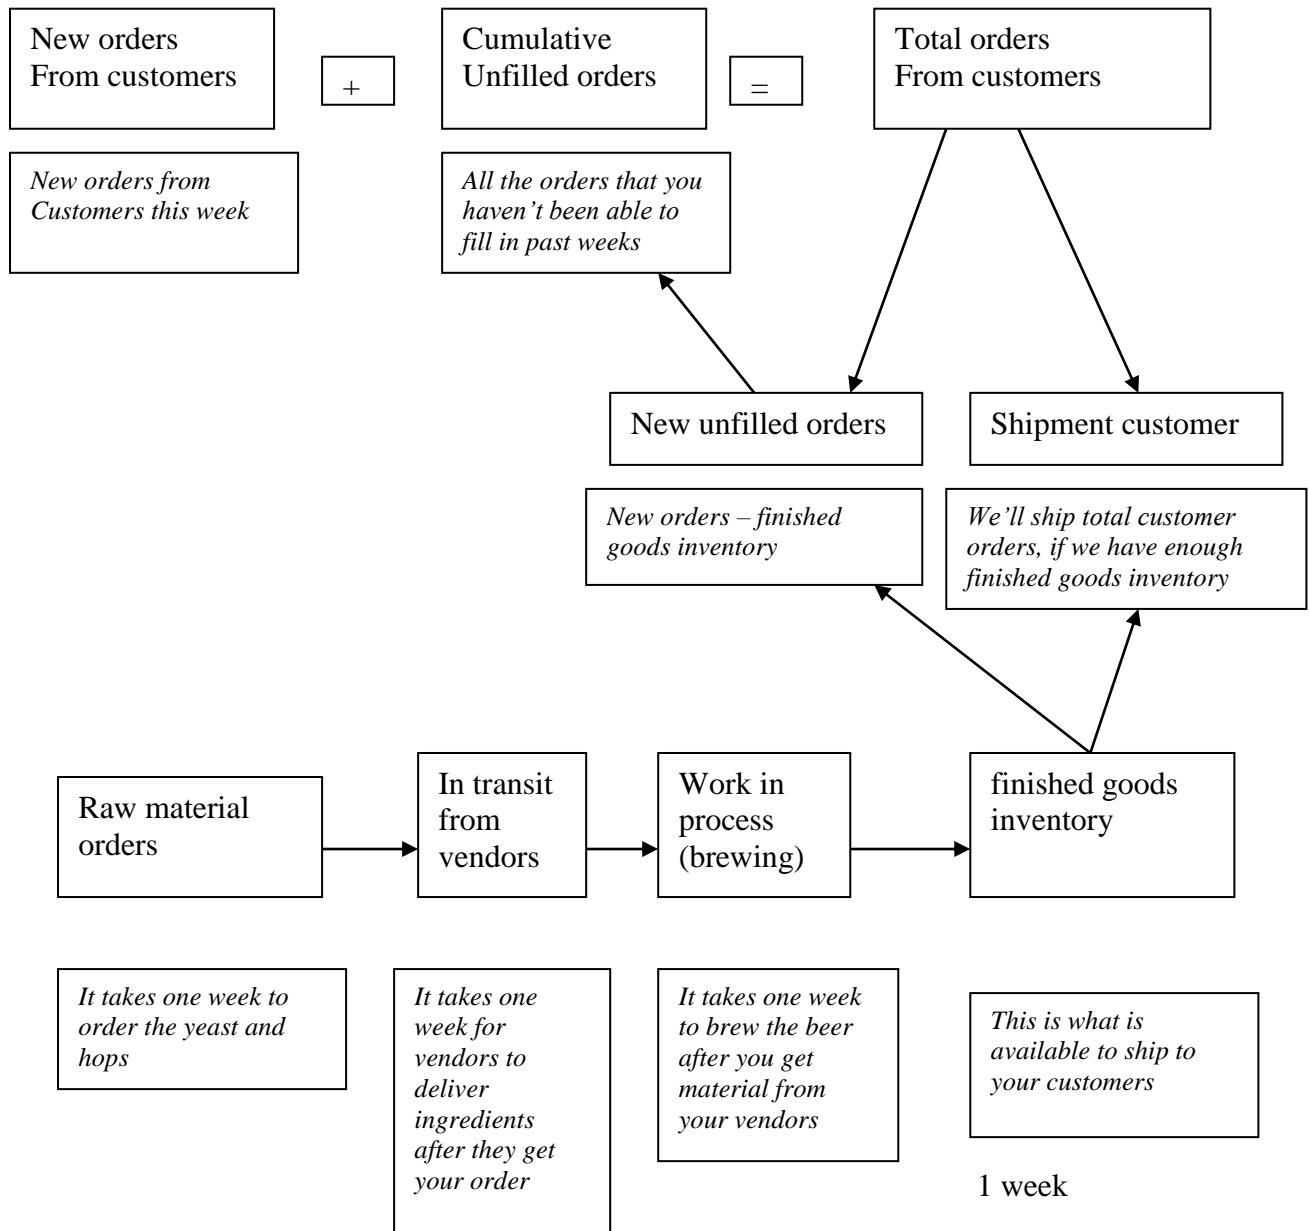 New orders
From customers
+
Cumulative
Unfilled orders
=
Total orders
From customers
New orders from
Customers this week
All the orders that you
haven’t been able to
fill in past weeks
New unfilled orders
Shipment customer
New orders – finished
goods inventory
We’ll ship total customer
orders, if we have enough
finished goods inventory
Raw material
orders
In transit
from
vendors
Work in
process
(brewing)
finished goods
inventory
It takes one week to
order the yeast and
hops
It takes one
week for
vendors to
deliver
ingredients
after they get
your order
It takes one week
to brew the beer
after you get
material from
your vendors
This is what is
available to ship to
your customers
1 week